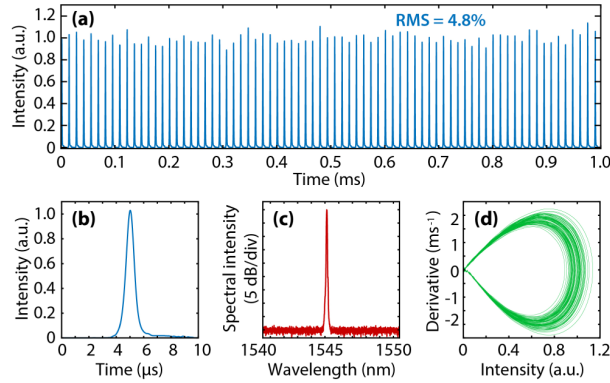 (a)
RMS = 4.8%
Intensity (a.u.)
1.2
1.0
0.8
0.6
0.4
0.2
0
0 0.1 0.2 0.3 0.4 0.5 0.6 0.7 0.8 0.9 1.0
Time (ms)
(b)
Intensity (a.u.)
1.0
0.8
0.6
0.4
0.2
0
0 2 4 6 8 10
Time (μs)
(c)
Spectral intensity
(5 dB/div)
1540 1545 1550
Wavelength (nm)
(d)
Derivative (ms⁻¹)
2
1
0
-1
-2
0 0.4 0.8 1.2
Intensity (a.u.)